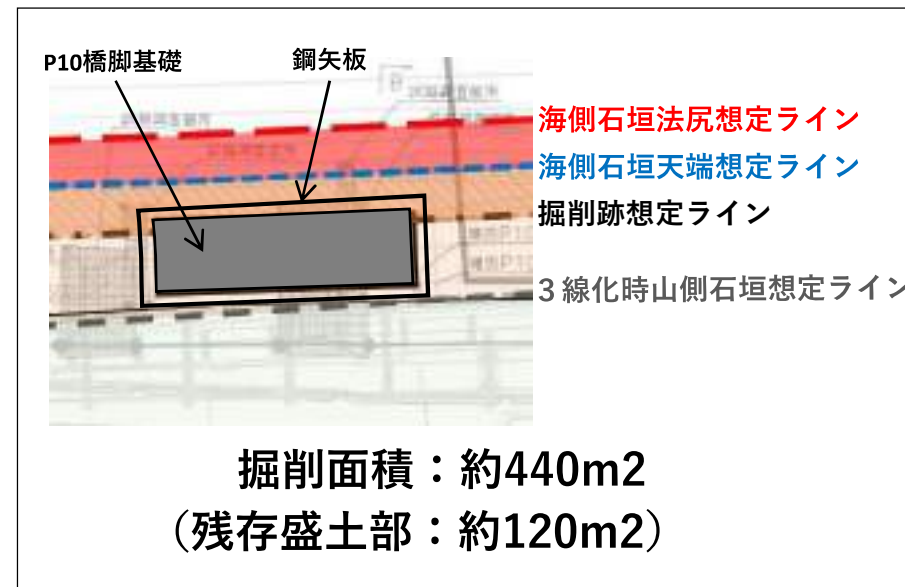 P10橋脚基礎
鋼矢板
海側石垣法尻想定ライン
海側石垣天端想定ライン
掘削跡想定ライン
３線化時山側石垣想定ライン
掘削面積：約440m2
（残存盛土部：約120m2）